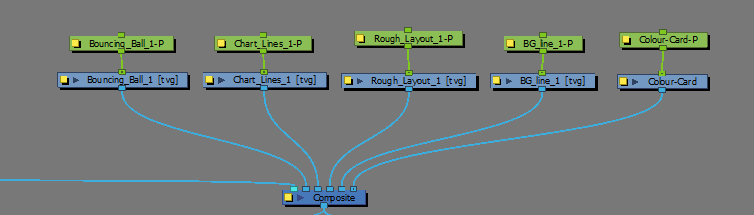 Bouncing_Ball_1-P
Chart_Lines_1-P
Rough_Layout_1-P
BG_line_1-P
Colour-Card-P
Bouncing_Ball_1 [tvg]
Chart_Lines_1 [tvg]
Rough_Layout_1 [tvg]
BG_line_1 [tvg]
Colour-Card
Composite